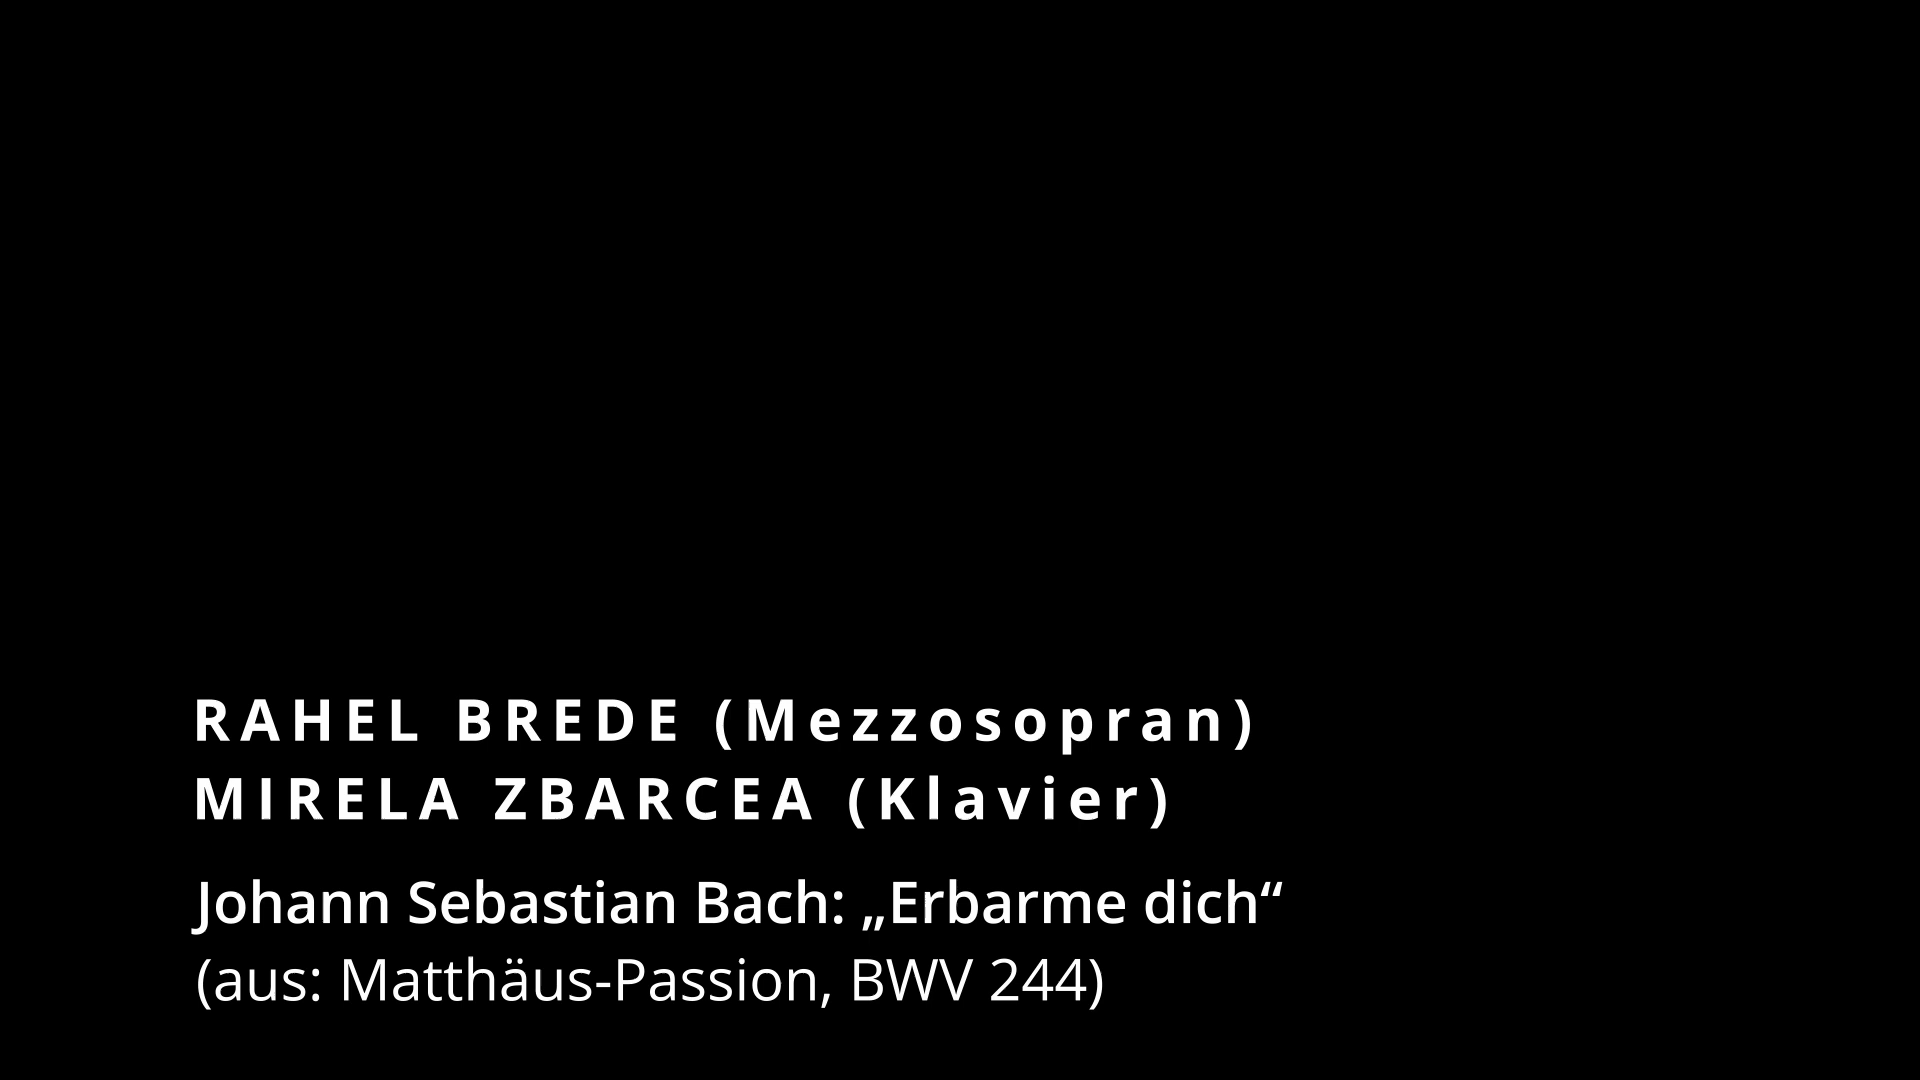 RAHEL BREDE (Mezzosopran)
MIRELA ZBARCEA (Klavier)
Johann Sebastian Bach: „Erbarme dich“
(aus: Matthäus-Passion, BWV 244)